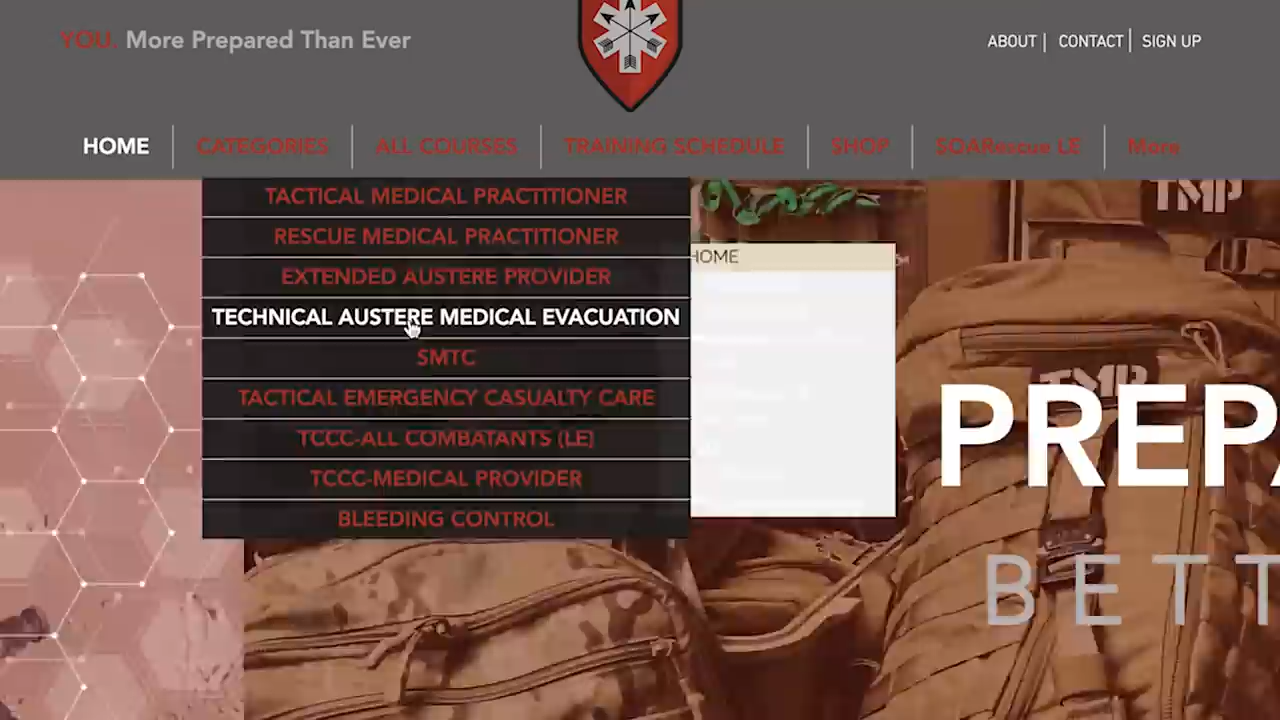 YOU. More Prepared Than Ever
ABOUT | CONTACT | SIGN UP
HOME
CATEGORIES
ALL COURSES
TRAINING SCHEDULE
SHOP
SOARescue LE
More
TACTICAL MEDICAL PRACTITIONER
RESCUE MEDICAL PRACTITIONER
EXTENDED AUSTERE PROVIDER
TECHNICAL AUSTERE MEDICAL EVACUATION
SMTC
TACTICAL EMERGENCY CASUALTY CARE
TCCC-ALL COMBATANTS (LE)
TCCC-MEDICAL PROVIDER
BLEEDING CONTROL
HOME
TMP
TMP
PREPA
BETT